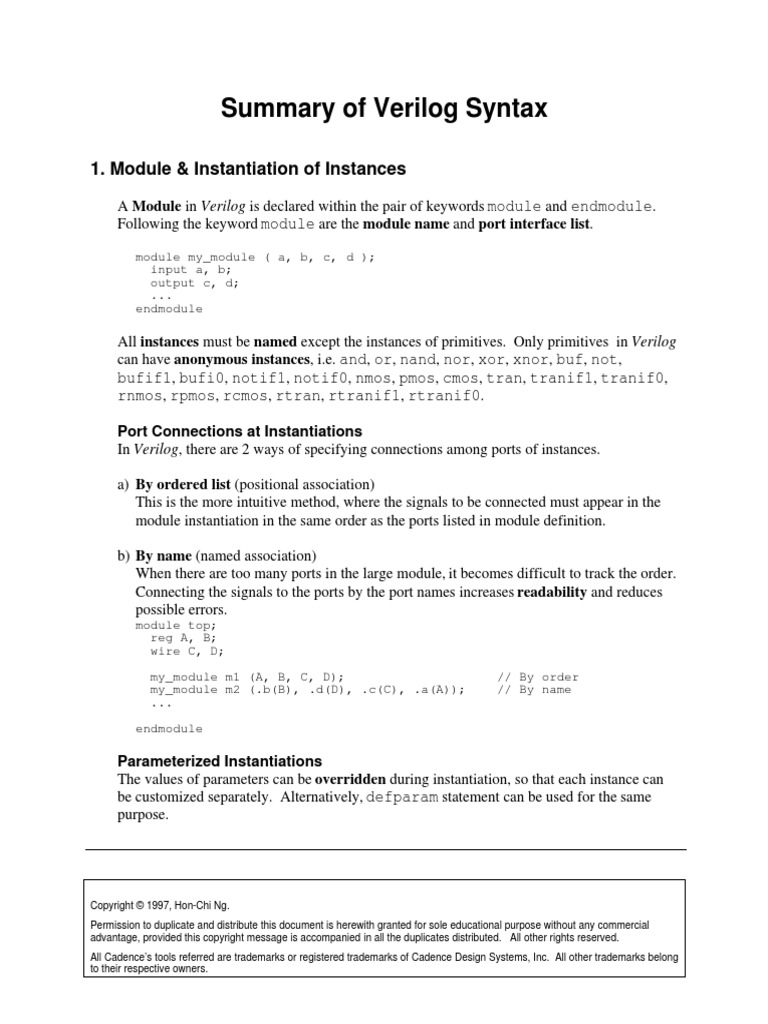 Summary of Verilog Syntax
1. Module & Instantiation of Instances
A Module in Verilog is declared within the pair of keywords module and endmodule.
Following the keyword module are the module name and port interface list.
module my_module ( a, b, c, d );
input a, b;
output c, d;
...
endmodule
All instances must be named except the instances of primitives. Only primitives in Verilog
can have anonymous instances, i.e. and, or, nand, nor, xor, xnor, buf, not,
bufif1, bufi0, notif1, notif0, nmos, pmos, cmos, tran, tranif1, tranif0,
rnmos, rpmos, rcmos, rtran, rtranif1, rtranif0.
Port Connections at Instantiations
In Verilog, there are 2 ways of specifying connections among ports of instances.
a) By ordered list (positional association)
This is the more intuitive method, where the signals to be connected must appear in the
module instantiation in the same order as the ports listed in module definition.
b) By name (named association)
When there are too many ports in the large module, it becomes difficult to track the order.
Connecting the signals to the ports by the port names increases readability and reduces
possible errors.
module top;
reg A, B;
wire C, D;
my_module m1 (A, B, C, D); // By order
my_module m2 (.b(B), .d(D), .c(C), .a(A)); // By name
...
endmodule
Parameterized Instantiations
The values of parameters can be overridden during instantiation, so that each instance can
be customized separately. Alternatively, defparam statement can be used for the same
purpose.
Copyright © 1997, Hon-Chi Ng.
Permission to duplicate and distribute this document is herewith granted for sole educational purpose without any commercial
advantage, provided this copyright message is accompanied in all the duplicates distributed. All other rights reserved.
All Cadence's tools referred are trademarks or registered trademarks of Cadence Design Systems, Inc. All other trademarks belong
to their respective owners.